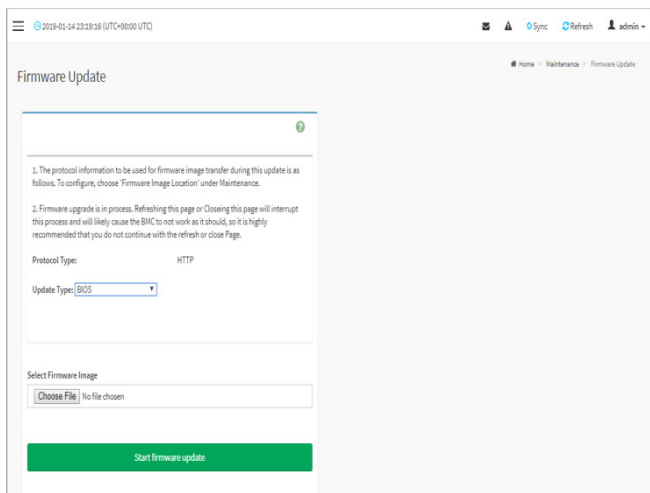 2019-01-14 23:19:16 (UTC+00:00 UTC)
Sync
Refresh
admin
Home > Maintenance > Firmware Update
Firmware Update
1. The protocol information to be used for firmware image transfer during this update is as
follows. To configure, choose 'Firmware Image Location' under Maintenance.
2. Firmware upgrade is in process. Refreshing this page or Closeing this page will interrupt
this process and will likely cause the BMC to not work as it should, so it is highly
recommended that you do not continue with the refresh or close Page.
Protocol Type: HTTP
Update Type: BIOS
Select Firmware Image
Choose File No file chosen
Start firmware update